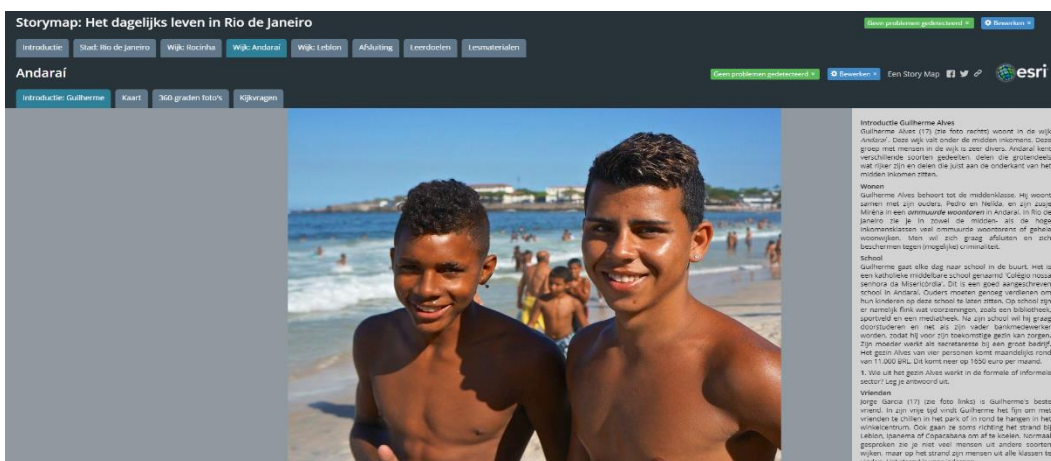 Storymap: Het dagelijks leven in Rio de Janeiro
Geen problemen gedetecteerd ×
Bewerken ×
Introductie
Stad: Rio de Janeiro
Wijk: Rocinha
Wijk: Andaraí
Wijk: Leblon
Afsluiting
Leerdoelen
Lesmaterialen
Andaraí
Geen problemen gedetecteerd ×
Bewerken ×
Een Story Map
esri
Introductie: Guilherme
Kaart
360 graden foto's
Kijkvragen
Introductie Guilherme Alves
Guilherme Alves (17) (zie foto rechts) woont in de wijk
Andaraí. Deze wijk valt onder de midden inkomens. Deze
groep met mensen in de wijk is zeer divers. Andaraí kent
verschillende soorten gedeelten, delen die grotendeels
wat rijker zijn en delen die juist aan de onderkant van het
midden inkomen zitten.
Wonen
Guilherme Alves behoort tot de middenklasse. Hij woont
samen met zijn ouders, Pedro en Nelida, en zijn zusje
Mirèna in een ommuurde woontoren in Andaraí. In Rio de
Janeiro zie je in zowel de midden- als de hoge
inkomensklassen veel ommuurde woontorens of gehele
woonwijken. Men wil zich graag afsluiten en zich
beschermen tegen (mogelijke) criminaliteit.
School
Guilherme gaat elke dag naar school in de buurt. Het is
een katholieke middelbare school genaamd 'Colégio nossa
senhora da Misericórdia'. Dit is een goed aangeschreven
school in Andaraí. Ouders moeten genoeg verdienen om
hun kinderen op deze school te laten zitten. Op school zijn
er namelijk flink wat voorzieningen, zoals een bibliotheek,
sportveld en een mediatheek. Na zijn school wil hij graag
doorstuderen en net als zijn vader bankmedewerker
worden, zodat hij voor zijn toekomstige gezin kan zorgen.
Zijn moeder werkt als secretaresse bij een groot bedrijf.
Het gezin Alves van vier personen komt maandelijks rond
van 11.000 BRL. Dit komt neer op 1650 euro per maand.
1. Wie uit het gezin Alves werkt in de formele of informele
sector? Leg je antwoord uit.
Vrienden
Jorge Garcia (17) (zie foto links) is Guilherme's beste
vriend. In zijn vrije tijd vindt Guilherme het fijn om met
vrienden te chillen in het park of in rond te hangen in het
winkelcentrum. Ook gaan ze soms richting het strand bij
Leblon, Ipanema of Copacabana om af te koelen. Normaal
gesproken zie je niet veel mensen uit andere soorten
wijken, maar op het strand zijn mensen uit alle klassen te